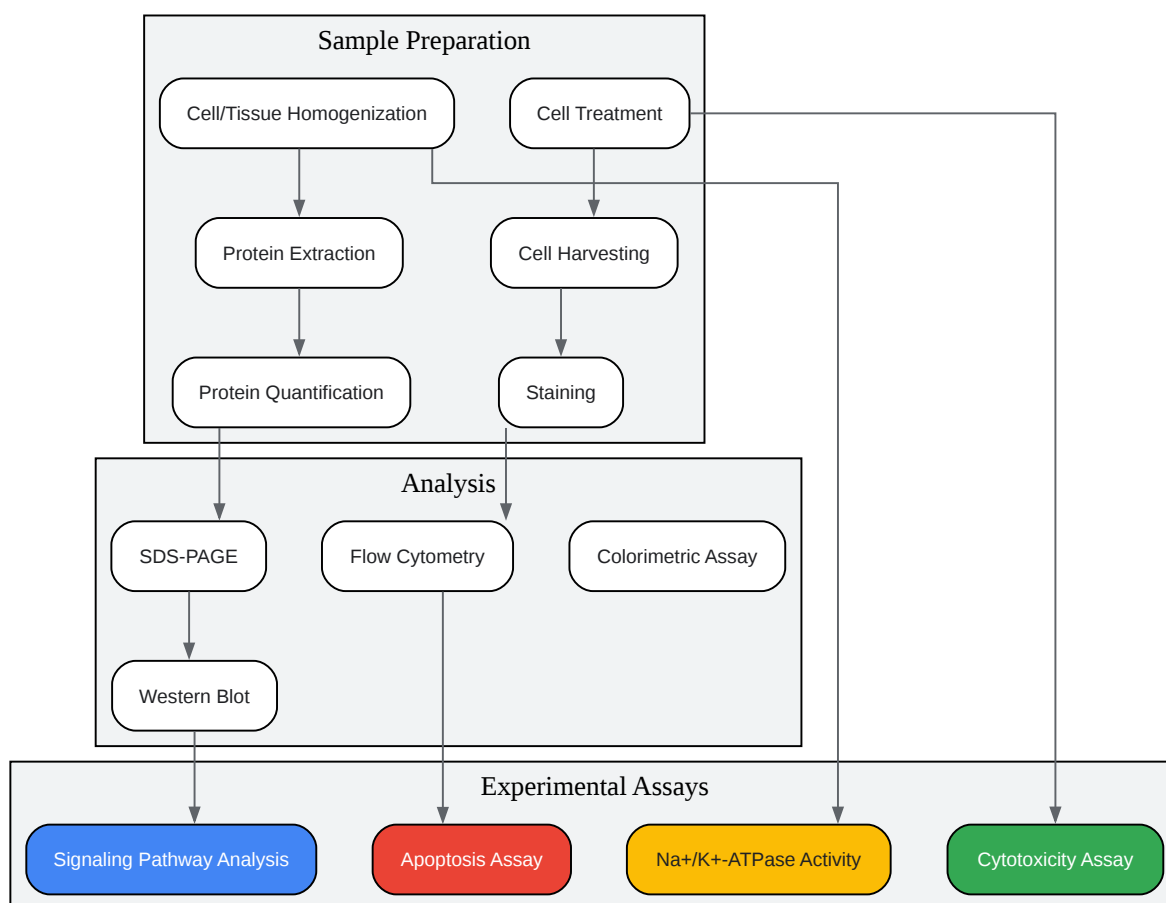 Sample Preparation
Cell/Tissue Homogenization
Cell Treatment
Protein Extraction
Cell Harvesting
Protein Quantification
Staining
Analysis
SDS-PAGE
Flow Cytometry
Colorimetric Assay
Western Blot
Experimental Assays
Signaling Pathway Analysis
Apoptosis Assay
Na+/K+-ATPase Activity
Cytotoxicity Assay